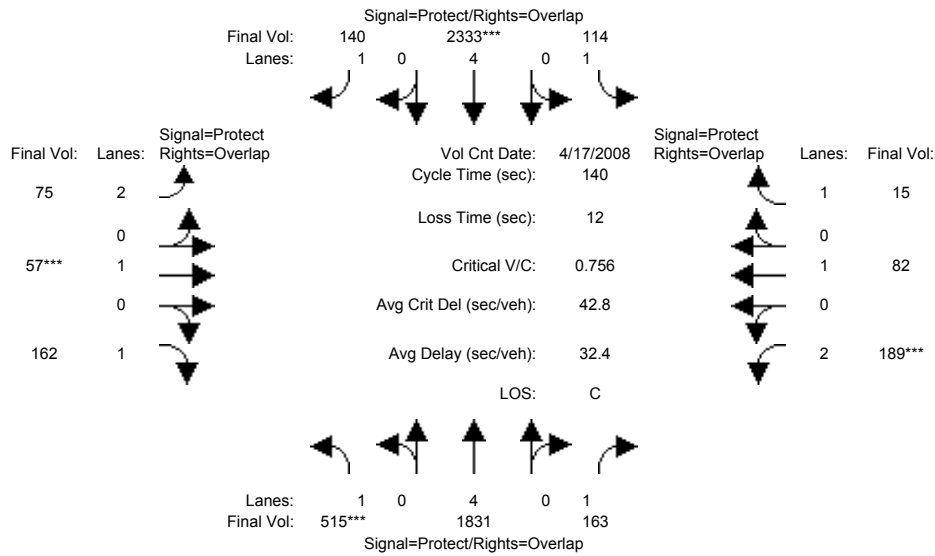 Signal=Protect/Rights=Overlap
Final Vol: 140 2333*** 114
Lanes: 1 0 4 0 1
Signal=Protect Signal=Protect
Final Vol: Lanes: Rights=Overlap Vol Cnt Date: 4/17/2008 Rights=Overlap Lanes: Final Vol:
Cycle Time (sec): 140
75 2 1 15
Loss Time (sec): 12
0 0
57*** 1 Critical V/C: 0.756 1 82
0 Avg Crit Del (sec/veh): 42.8 0
162 1 Avg Delay (sec/veh): 32.4 2 189***
LOS: C
Lanes: 1 0 4 0 1
Final Vol: 515*** 1831 163
Signal=Protect/Rights=Overlap